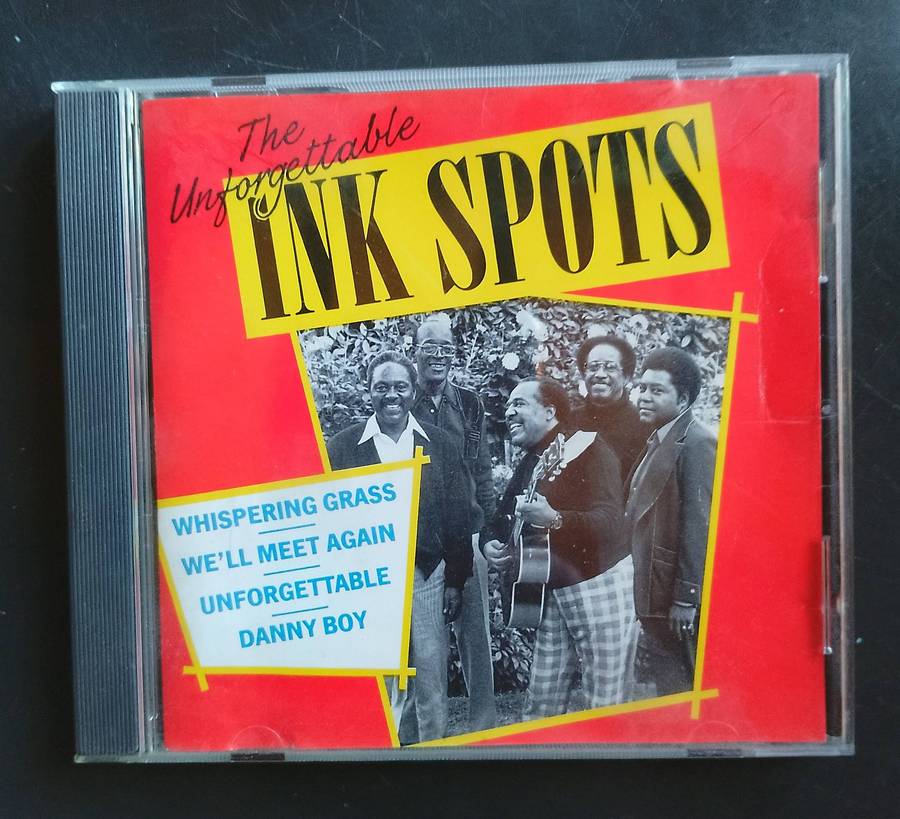 The
Unforgettable
INK SPOTS
WHISPERING GRASS
WE'LL MEET AGAIN
UNFORGETTABLE
DANNY BOY